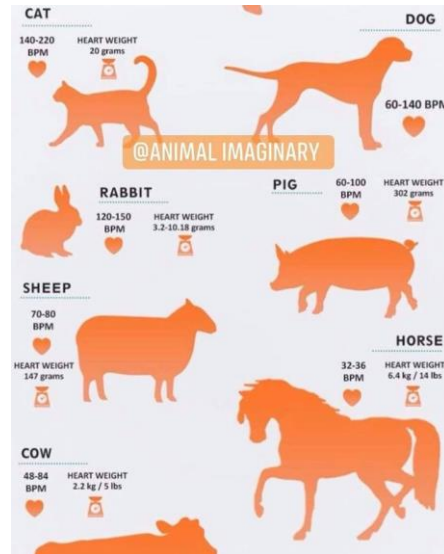 CAT
140-220
BPM
HEART WEIGHT
20 grams
DOG
60-140 BPM
@ANIMAL IMAGINARY
RABBIT
120-150
BPM
HEART WEIGHT
3.2-10.18 grams
PIG
60-100
BPM
HEART WEIGHT
302 grams
SHEEP
70-80
BPM
HEART WEIGHT
147 grams
HORSE
32-36
BPM
HEART WEIGHT
6.4 kg / 14 lbs
COW
48-84
BPM
HEART WEIGHT
2.2 kg / 5 lbs